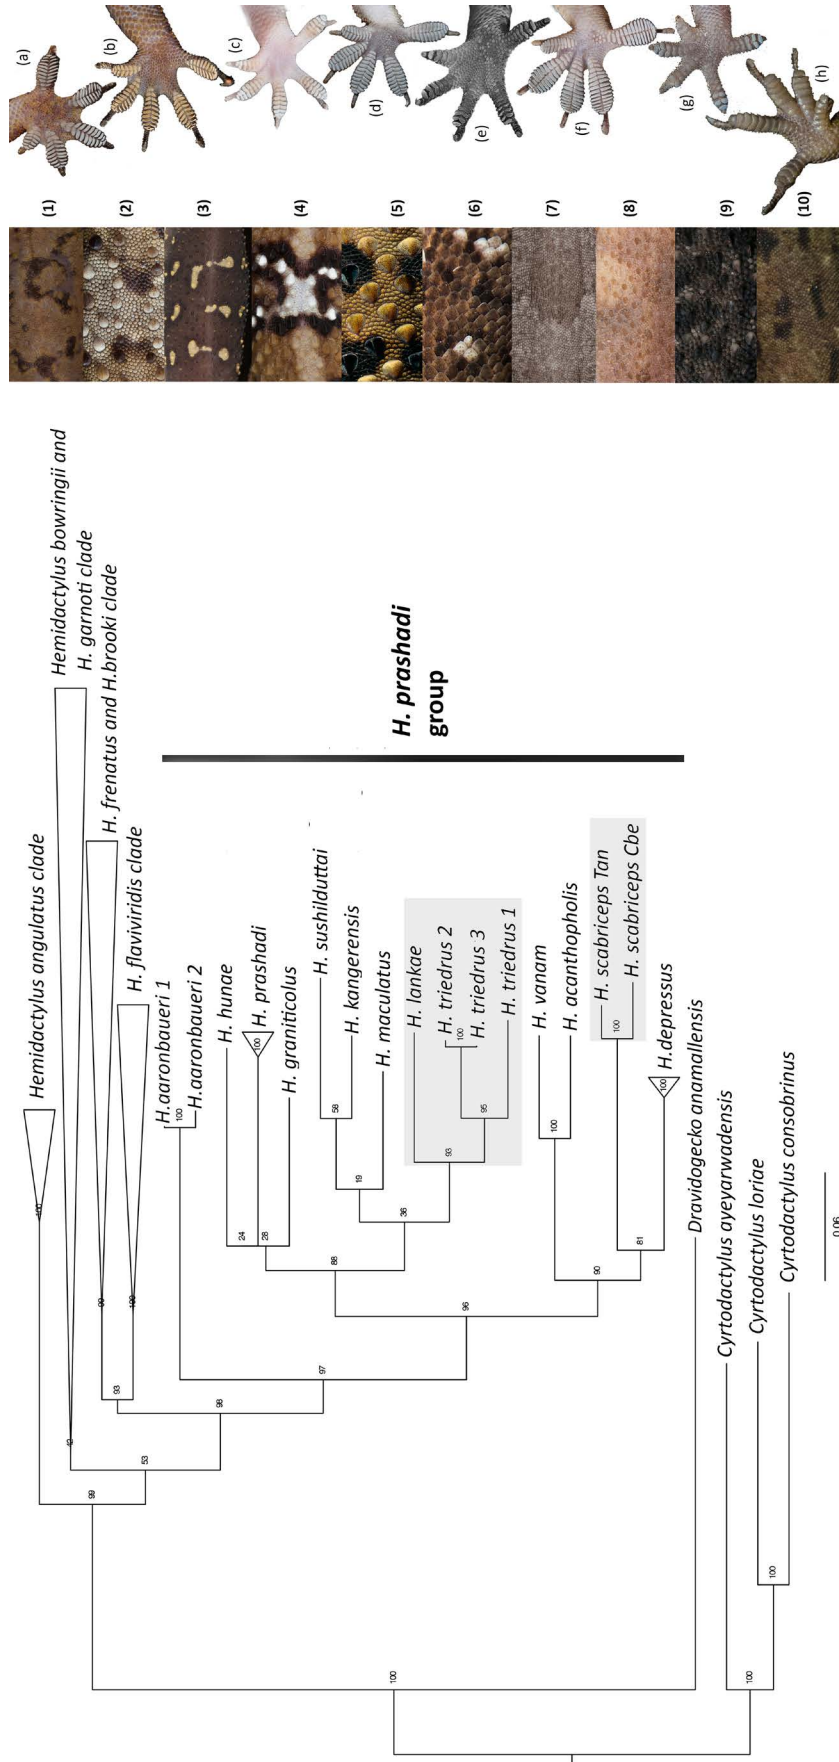 (a)
(b)
(c)
(d)
(e)
(f)
(g)
(h)
(1)
(2)
(3)
(4)
(5)
(6)
(7)
(8)
(9)
(10)
Hemidactylus angulatus clade
Hemidactylus bowringii and
H. garnoti clade
H. frenatus and H.brooki clade
H. flaviviridis clade
H.aaronbaueri 1
H.aaronbaueri 2
H. hunae
H. prashadi
H. graniticolus
H. sushilduttai
H. kangerensis
H. maculatus
H. lankae
H. triedrus 2
H. triedrus 3
H. triedrus 1
H. vanam
H. acanthopholis
H. scabriceps Tan
H. scabriceps Cbe
H.depressus
Dravidogecko anamallensis
Cyrtodactylus ayeyarwadensis
Cyrtodactylus loriae
Cyrtodactylus consobrinus
H. prashadi
group
100
99
53
98
93
97
100
96
88
24
28
100
36
19
58
93
95
100
90
100
81
100
100
100
100
100
0.06